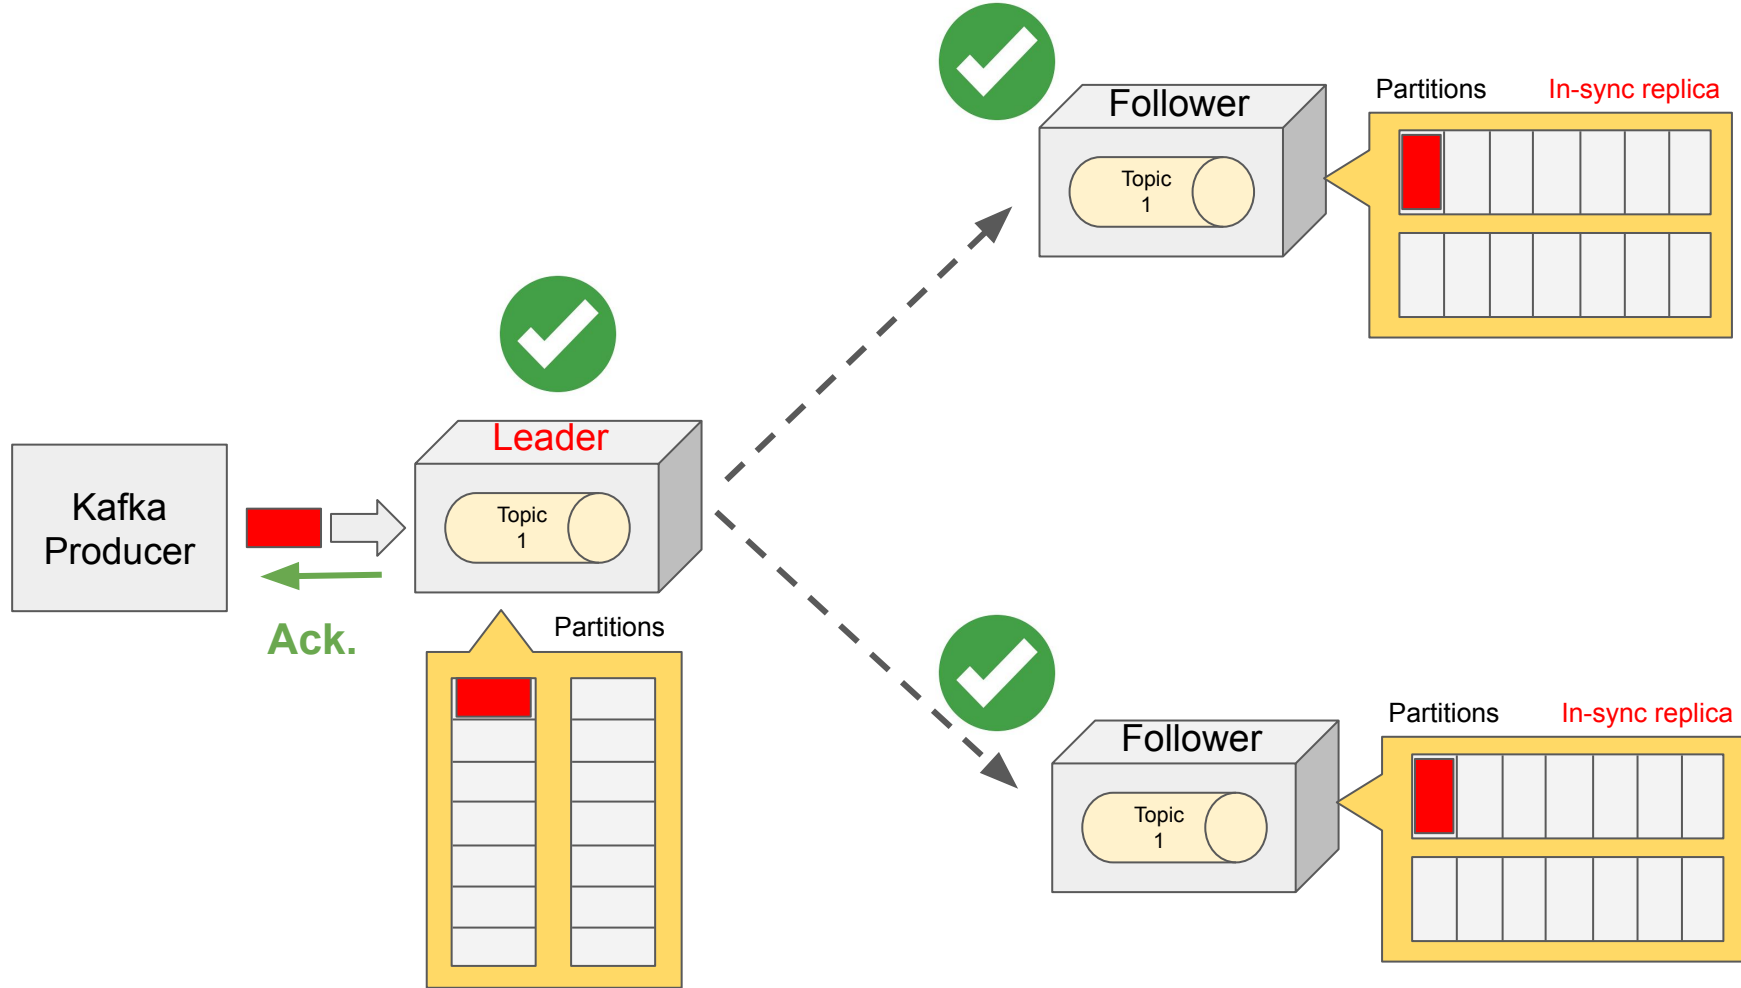 Follower
Partitions
In-sync replica
Topic
1
Leader
Kafka
Producer
Topic
1
Ack.
Partitions
Follower
Partitions
In-sync replica
Topic
1